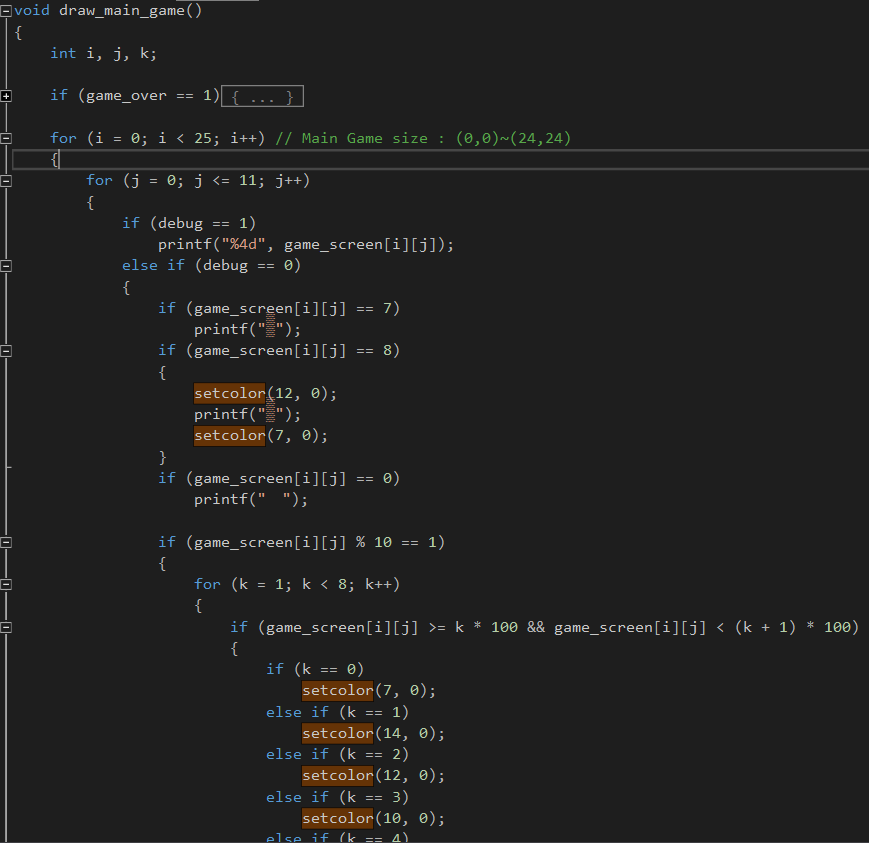 void draw_main_game()
{
    int i, j, k;

    if (game_over == 1){ ... }

    for (i = 0; i < 25; i++) // Main Game size : (0,0)~(24,24)
    {
        for (j = 0; j <= 11; j++)
        {
            if (debug == 1)
                printf("%4d", game_screen[i][j]);
            else if (debug == 0)
            {
                if (game_screen[i][j] == 7)
                    printf("▒");
                if (game_screen[i][j] == 8)
                {
                    setcolor(12, 0);
                    printf("▒");
                    setcolor(7, 0);
                }
                if (game_screen[i][j] == 0)
                    printf("  ");

                if (game_screen[i][j] % 10 == 1)
                {
                    for (k = 1; k < 8; k++)
                    {
                        if (game_screen[i][j] >= k * 100 && game_screen[i][j] < (k + 1) * 100)
                        {
                            if (k == 0)
                                setcolor(7, 0);
                            else if (k == 1)
                                setcolor(14, 0);
                            else if (k == 2)
                                setcolor(12, 0);
                            else if (k == 3)
                                setcolor(10, 0);
                            else if (k == 4)